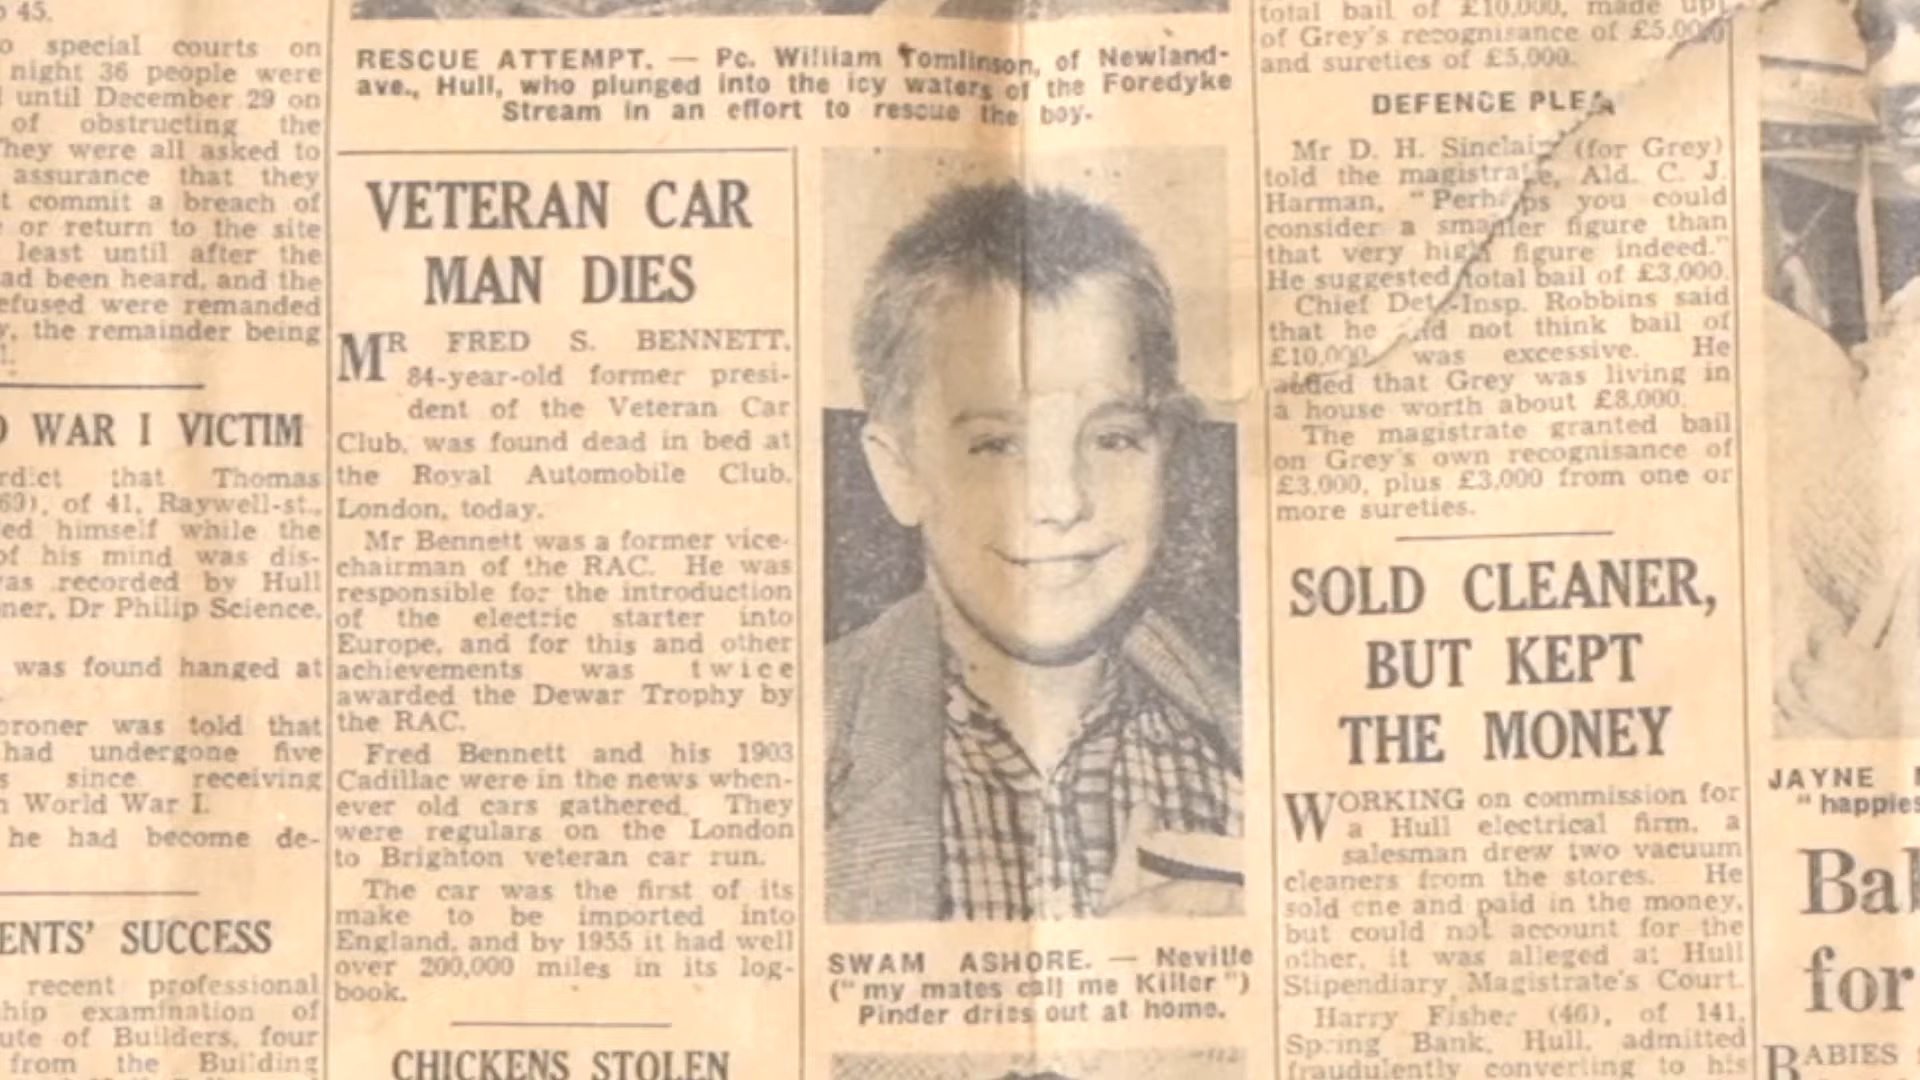 45.
special courts on
night 36 people were
until December 29 on
of obstructing the
They were all asked to
assurance that they
commit a breach of
or return to the site
least until after the
had been heard, and the
refused were remanded
the remainder being
WAR I VICTIM
that Thomas
of 41, Raywell-st.,
himself while the
of his mind was dis-
was recorded by Hull
Dr Philip Science.
was found hanged at
was told that
had undergone five
since receiving
World War I.
he had become de-
SUCCESS
recent professional
examination of
of Builders, four
from the Building
RESCUE ATTEMPT. — Pc. William Tomlinson, of Newland-
ave., Hull, who plunged into the icy waters of the Foredyke
Stream in an effort to rescue the boy.
VETERAN CAR
MAN DIES
MR FRED S. BENNETT,
84-year-old former presi-
dent of the Veteran Car
Club, was found dead in bed at
the Royal Automobile Club,
London, today.
Mr Bennett was a former vice-
chairman of the RAC. He was
responsible for the introduction
of the electric starter into
Europe, and for this and other
achievements was twice
awarded the Dewar Trophy by
the RAC.
Fred Bennett and his 1903
Cadillac were in the news when-
ever old cars gathered. They
were regulars on the London
to Brighton veteran car run.
The car was the first of its
make to be imported into
England, and by 1955 it had well
over 200,000 miles in its log-
book.
CHICKENS STOLEN
SWAM ASHORE. — Neville
("my mates call me Killer")
Pinder dries out at home.
total bail of £10,000, made up
of Grey's recognisance of £5,000
and sureties of £5,000.
DEFENCE PLEA
Mr D. H. Sinclair (for Grey)
told the magistrate, Ald. C. J.
Harman, "Perhaps you could
consider a smaller figure than
that very high figure indeed."
He suggested total bail of £3,000.
Chief Det.-Insp. Robbins said
that he did not think bail of
£10,000 was excessive. He
added that Grey was living in
a house worth about £8,000.
The magistrate granted bail
on Grey's own recognisance of
£3,000, plus £3,000 from one or
more sureties.
SOLD CLEANER,
BUT KEPT
THE MONEY
WORKING on commission for
a Hull electrical firm, a
salesman drew two vacuum
cleaners from the stores. He
sold one and paid in the money,
but could not account for the
other, it was alleged at Hull
Stipendiary Magistrate's Court.
Harry Fisher (46), of 141,
Spring Bank, Hull, admitted
fraudulently converting to his
JAYNE
"happies
Bal
for
BABIES